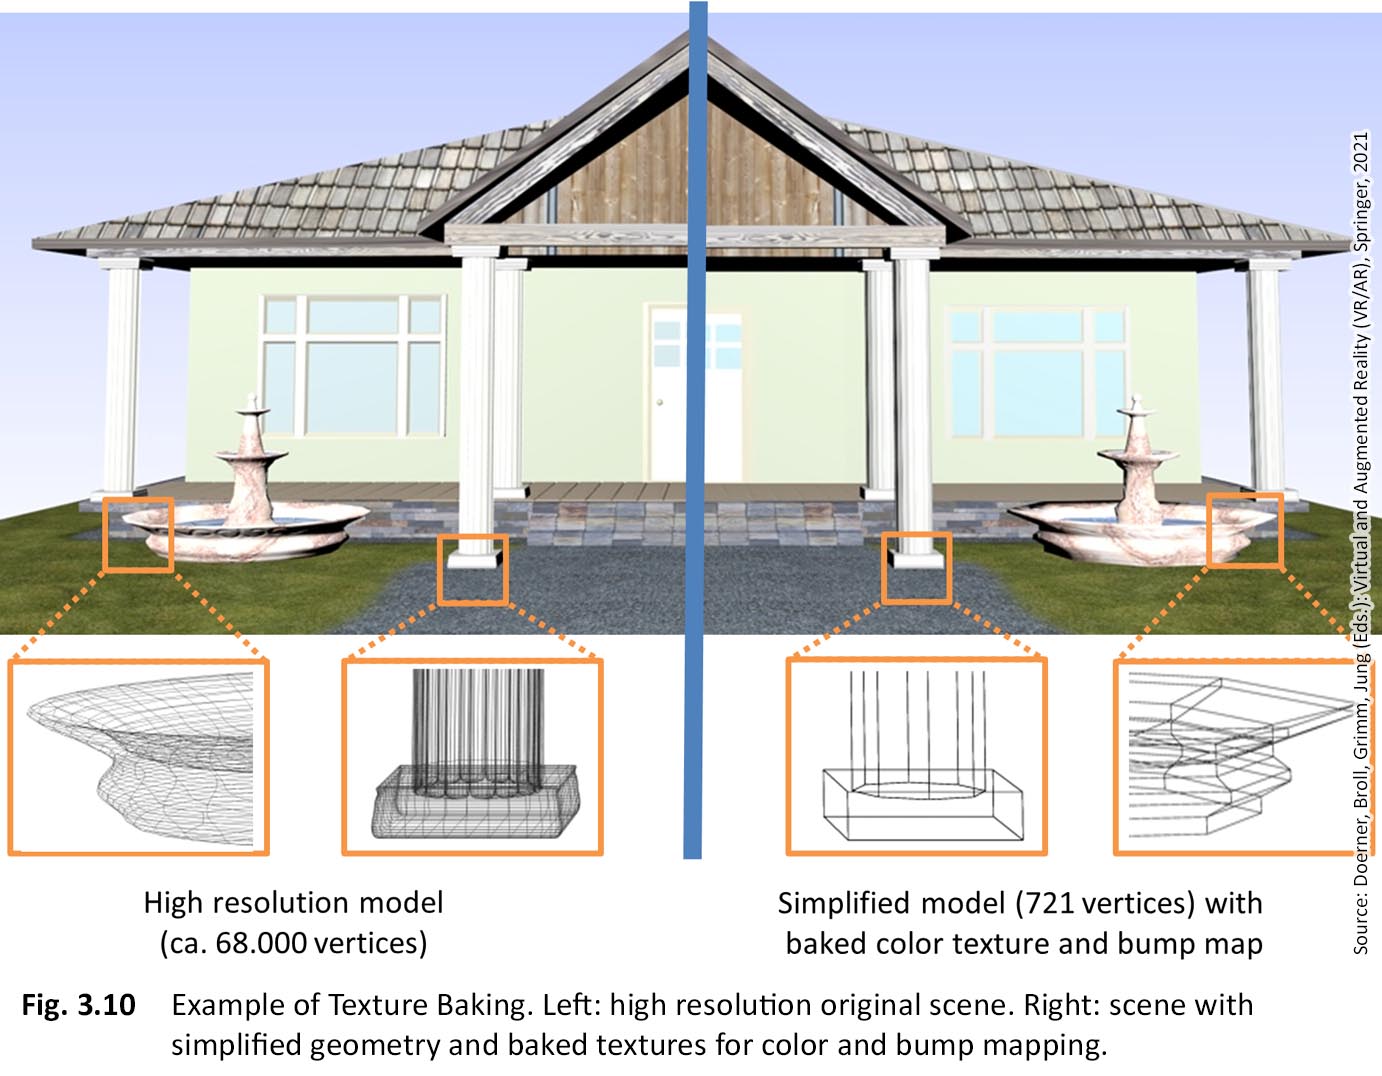 High resolution model
(ca. 68.000 vertices)
Simplified model (721 vertices) with
baked color texture and bump map
Fig. 3.10 Example of Texture Baking. Left: high resolution original scene. Right: scene with
simplified geometry and baked textures for color and bump mapping.
Source: Doerner, Broll, Grimm, Jung (Eds.): Virtual and Augmented Reality (VR/AR), Springer, 2021